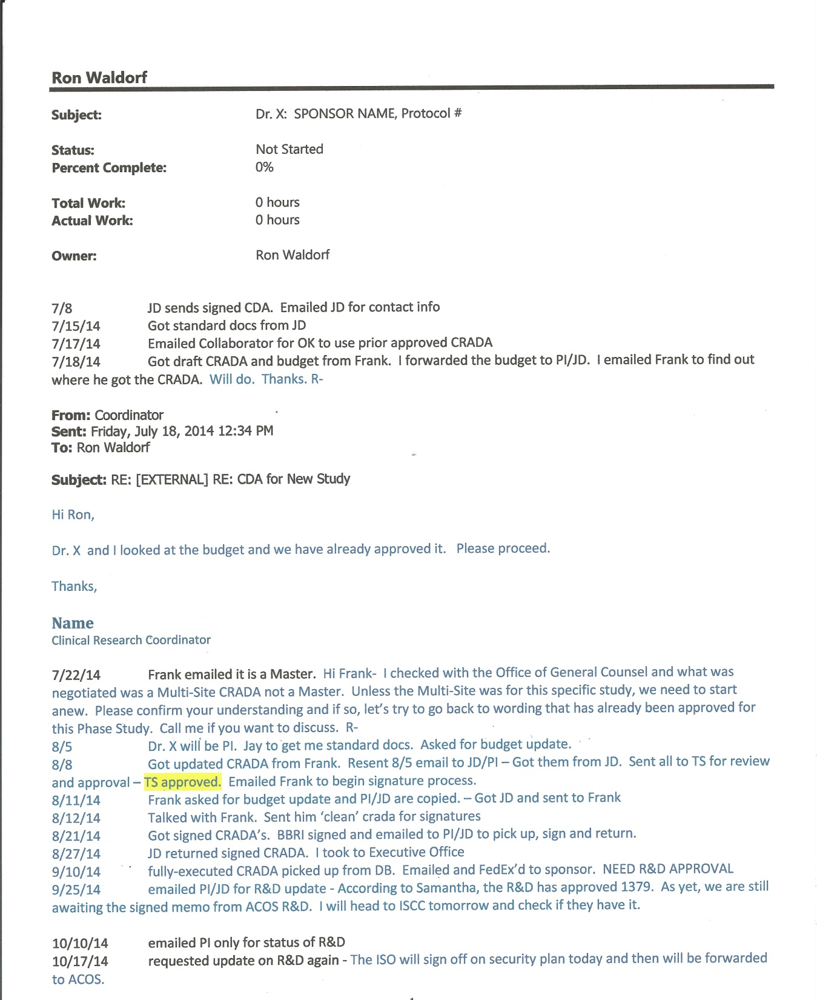 Ron Waldorf
Subject: Dr. X: SPONSOR NAME, Protocol #
Status: Not Started
Percent Complete: 0%
Total Work: 0 hours
Actual Work: 0 hours
Owner: Ron Waldorf
7/8 JD sends signed CDA. Emailed JD for contact info
7/15/14 Got standard docs from JD
7/17/14 Emailed Collaborator for OK to use prior approved CRADA
7/18/14 Got draft CRADA and budget from Frank. I forwarded the budget to PI/JD. I emailed Frank to find out
where he got the CRADA. Will do. Thanks. R-
From: Coordinator
Sent: Friday, July 18, 2014 12:34 PM
To: Ron Waldorf
Subject: RE: [EXTERNAL] RE: CDA for New Study
Hi Ron,
Dr. X and I looked at the budget and we have already approved it. Please proceed.
Thanks,
Name
Clinical Research Coordinator
7/22/14 Frank emailed it is a Master. Hi Frank- I checked with the Office of General Counsel and what was
negotiated was a Multi-Site CRADA not a Master. Unless the Multi-Site was for this specific study, we need to start
anew. Please confirm your understanding and if so, let's try to go back to wording that has already been approved for
this Phase Study. Call me if you want to discuss. R-
8/5 Dr. X will be PI. Jay to get me standard docs. Asked for budget update.
8/8 Got updated CRADA from Frank. Resent 8/5 email to JD/PI – Got them from JD. Sent all to TS for review
and approval – TS approved. Emailed Frank to begin signature process.
8/11/14 Frank asked for budget update and PI/JD are copied. – Got JD and sent to Frank
8/12/14 Talked with Frank. Sent him 'clean' crada for signatures
8/21/14 Got signed CRADA's. BBRI signed and emailed to PI/JD to pick up, sign and return.
8/27/14 JD returned signed CRADA. I took to Executive Office
9/10/14 fully-executed CRADA picked up from DB. Emailed and FedEx'd to sponsor. NEED R&D APPROVAL
9/25/14 emailed PI/JD for R&D update - According to Samantha, the R&D has approved 1379. As yet, we are still
awaiting the signed memo from ACOS R&D. I will head to ISCC tomorrow and check if they have it.
10/10/14 emailed PI only for status of R&D
10/17/14 requested update on R&D again - The ISO will sign off on security plan today and then will be forwarded
to ACOS.